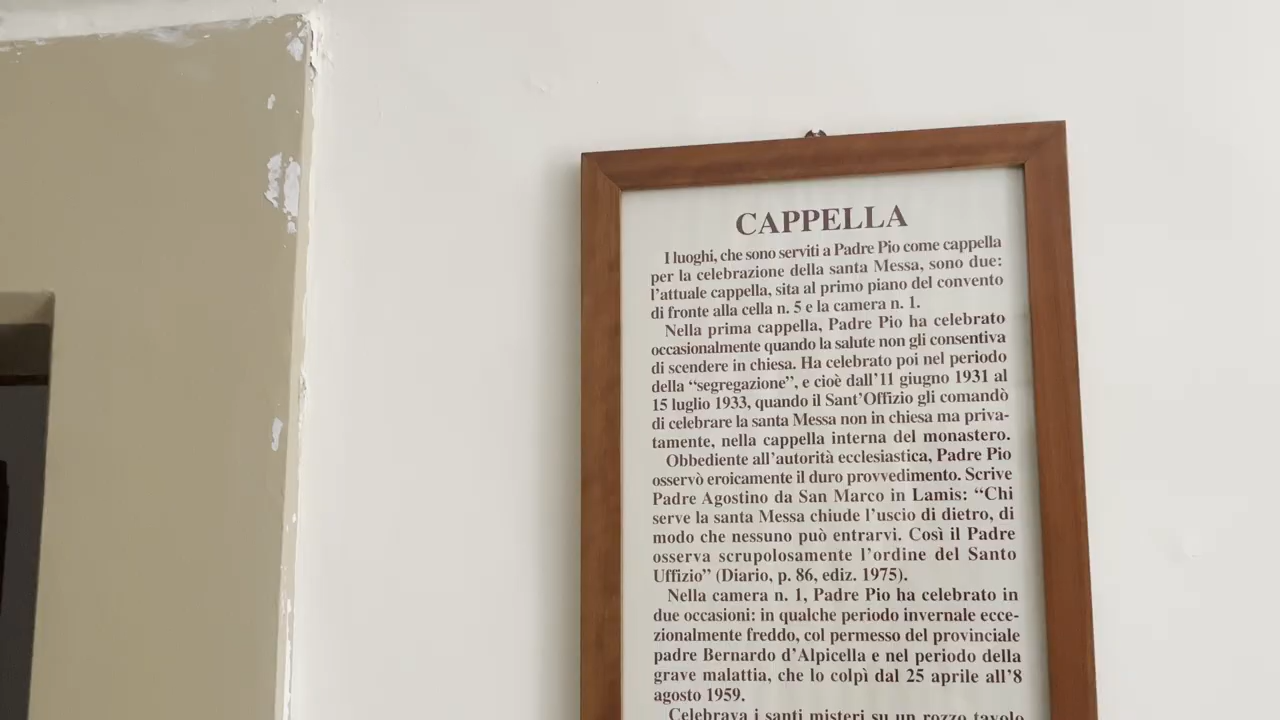 CAPPELLA
I luoghi, che sono serviti a Padre Pio come cappella
per la celebrazione della santa Messa, sono due:
l'attuale cappella, sita al primo piano del convento
di fronte alla cella n. 5 e la camera n. 1.
Nella prima cappella, Padre Pio ha celebrato
occasionalmente quando la salute non gli consentiva
di scendere in chiesa. Ha celebrato poi nel periodo
della “segregazione”, e cioè dall'11 giugno 1931 al
15 luglio 1933, quando il Sant'Offizio gli comandò
di celebrare la santa Messa non in chiesa ma priva-
tamente, nella cappella interna del monastero.
Obbediente all'autorità ecclesiastica, Padre Pio
osservò eroicamente il duro provvedimento. Scrive
Padre Agostino da San Marco in Lamis: “Chi
serve la santa Messa chiude l'uscio di dietro, di
modo che nessuno può entrarvi. Così il Padre
osserva scrupolosamente l'ordine del Santo
Uffizio” (Diario, p. 86, ediz. 1975).
Nella camera n. 1, Padre Pio ha celebrato in
due occasioni: in qualche periodo invernale ecce-
zionalmente freddo, col permesso del provinciale
padre Bernardo d'Alpicella e nel periodo della
grave malattia, che lo colpì dal 25 aprile all'8
agosto 1959.
Celebrava i santi misteri su un rozzo tavolo